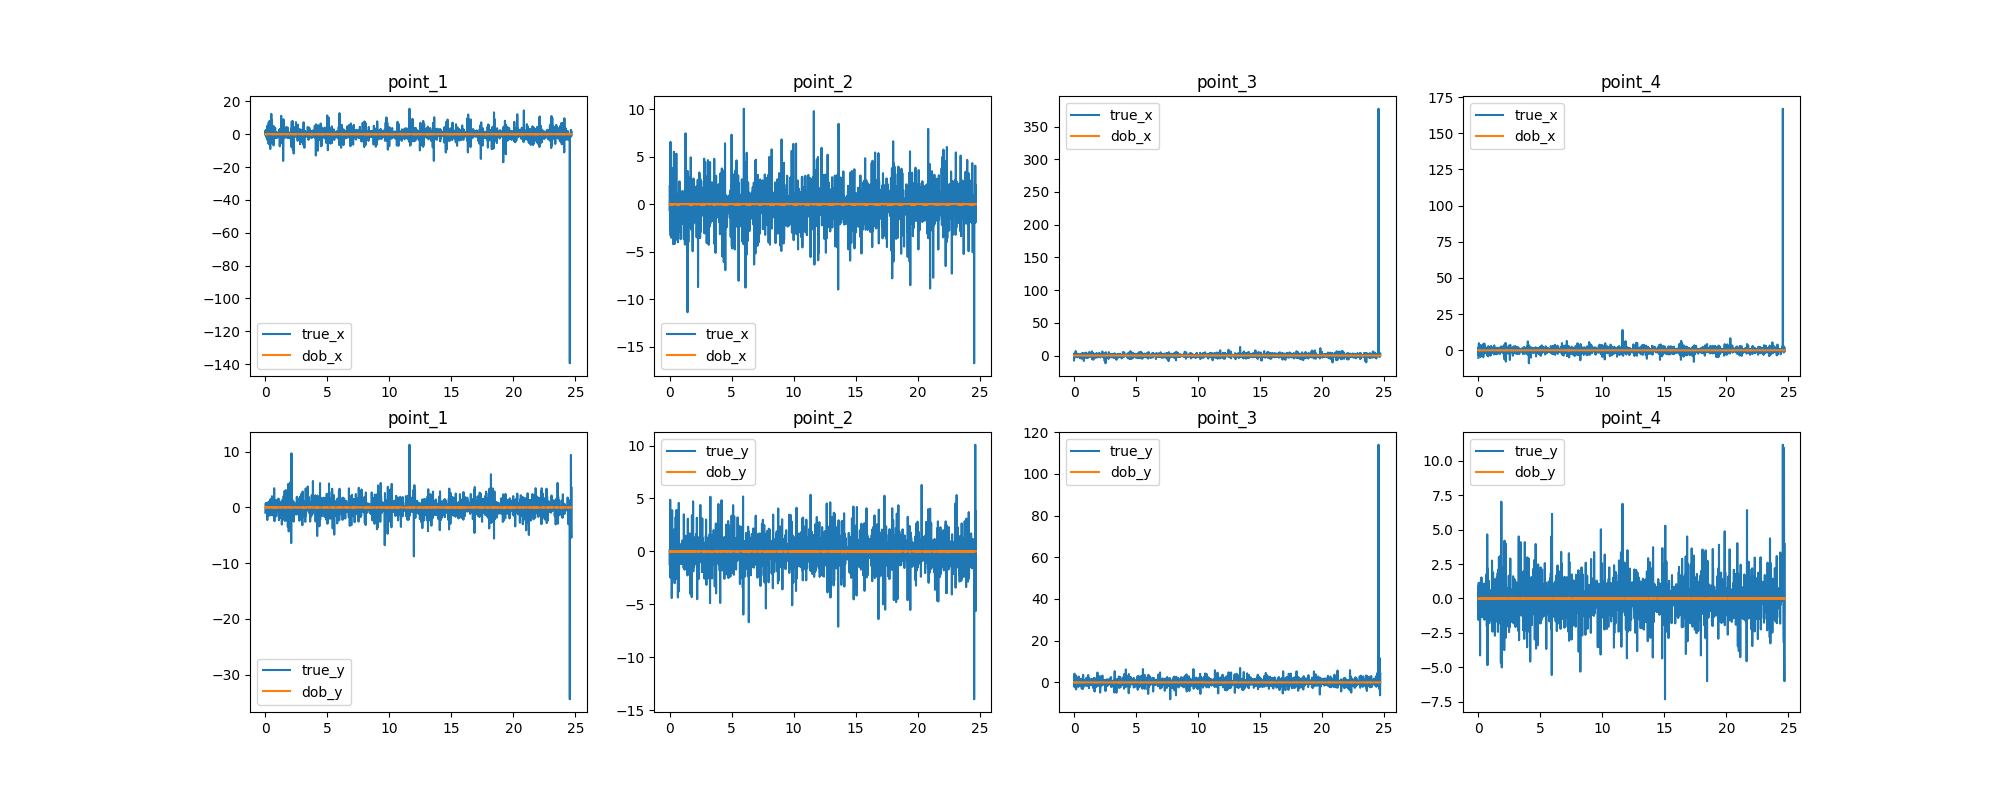 point_1
20
0
−20
−40
−60
−80
−100
−120
−140
true_x
dob_x
0 5 10 15 20 25
point_2
10
5
0
−5
−10
−15
true_x
dob_x
0 5 10 15 20 25
point_3
350
300
250
200
150
100
50
0
true_x
dob_x
0 5 10 15 20 25
point_4
175
150
125
100
75
50
25
0
true_x
dob_x
0 5 10 15 20 25
point_1
10
0
−10
−20
−30
true_y
dob_y
0 5 10 15 20 25
point_2
10
5
0
−5
−10
−15
true_y
dob_y
0 5 10 15 20 25
point_3
120
100
80
60
40
20
0
true_y
dob_y
0 5 10 15 20 25
point_4
10.0
7.5
5.0
2.5
0.0
−2.5
−5.0
−7.5
true_y
dob_y
0 5 10 15 20 25